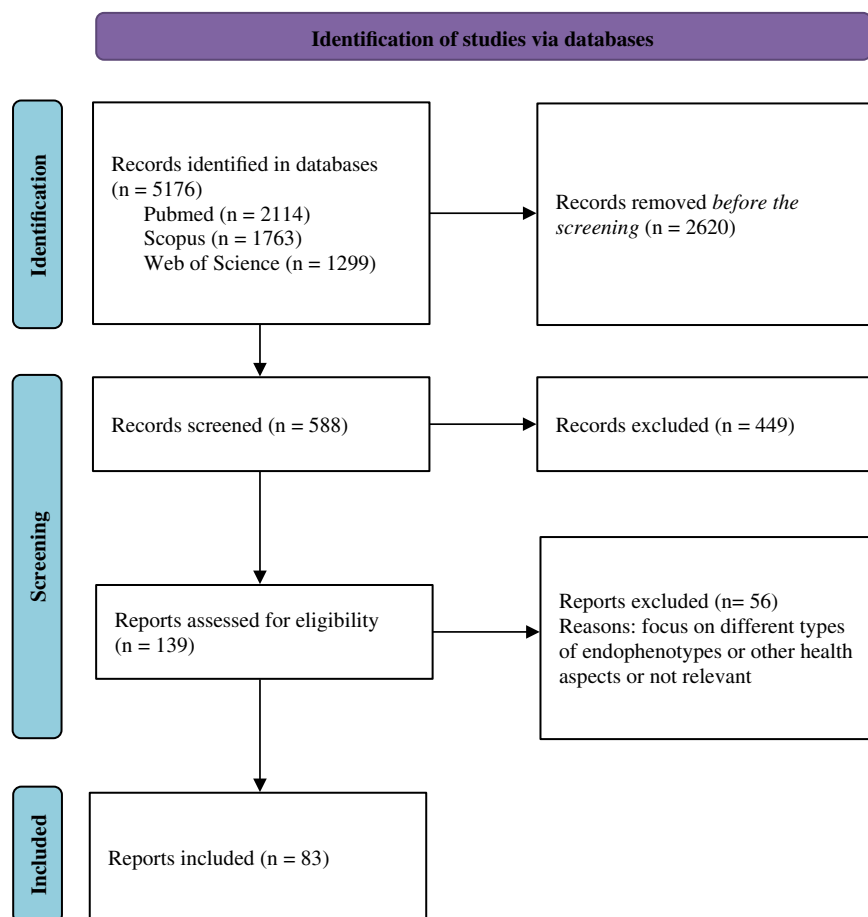 Identification of studies via databases
Identification
Records identified in databases
(n = 5176)
Pubmed (n = 2114)
Scopus (n = 1763)
Web of Science (n = 1299)
Records removed before the
screening (n = 2620)
Screening
Records screened (n = 588)
Records excluded (n = 449)
Reports assessed for eligibility
(n = 139)
Reports excluded (n= 56)
Reasons: focus on different types
of endophenotypes or other health
aspects or not relevant
Included
Reports included (n = 83)